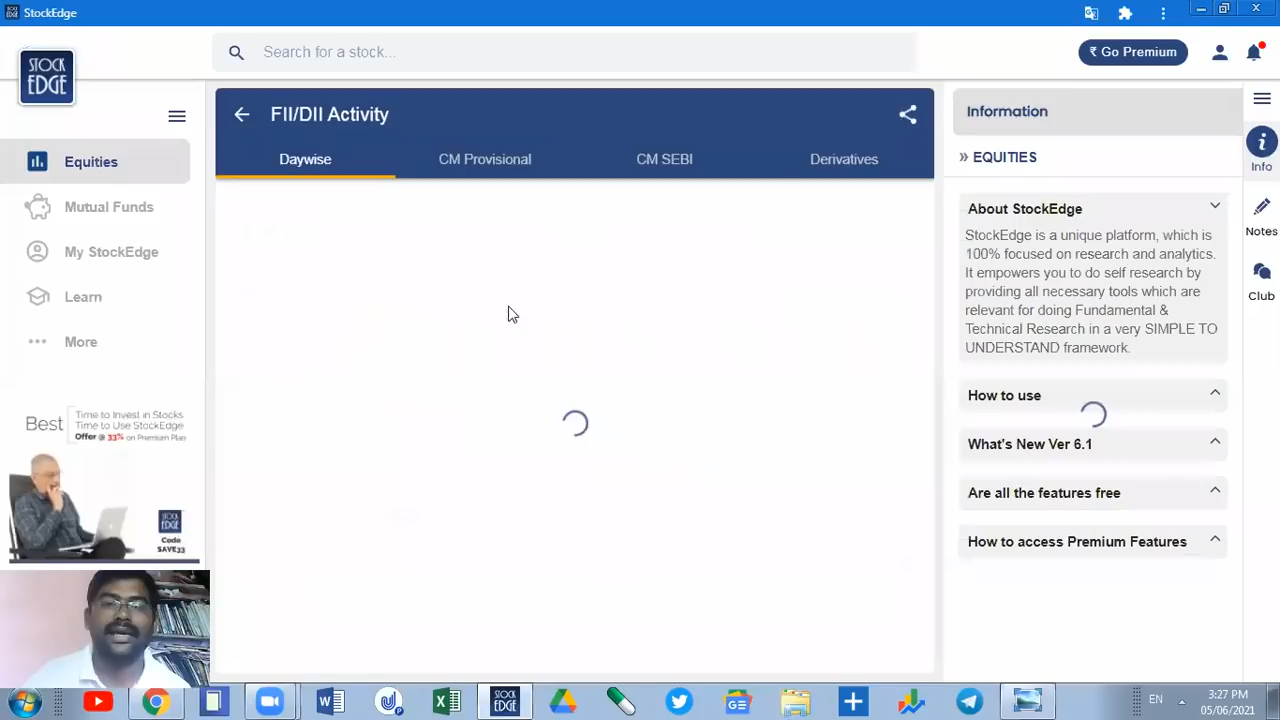 StockEdge
STOCK
EDGE
Search for a stock...
₹ Go Premium
FII/DII Activity
Daywise
CM Provisional
CM SEBI
Derivatives
Equities
Mutual Funds
My StockEdge
Learn
More
Best
Time to Invest in Stocks
Time to Use StockEdge
Offer @ 33% on Premium Plan
STOCK
EDGE
Code
SAVE33
Information
» EQUITIES
About StockEdge
StockEdge is a unique platform, which is
100% focused on research and analytics.
It empowers you to do self research by
providing all necessary tools which are
relevant for doing Fundamental &
Technical Research in a very SIMPLE TO
UNDERSTAND framework.
How to use
What's New Ver 6.1
Are all the features free
How to access Premium Features
Info
Notes
Club
STOCK
EDGE
EN
3:27 PM
05/06/2021